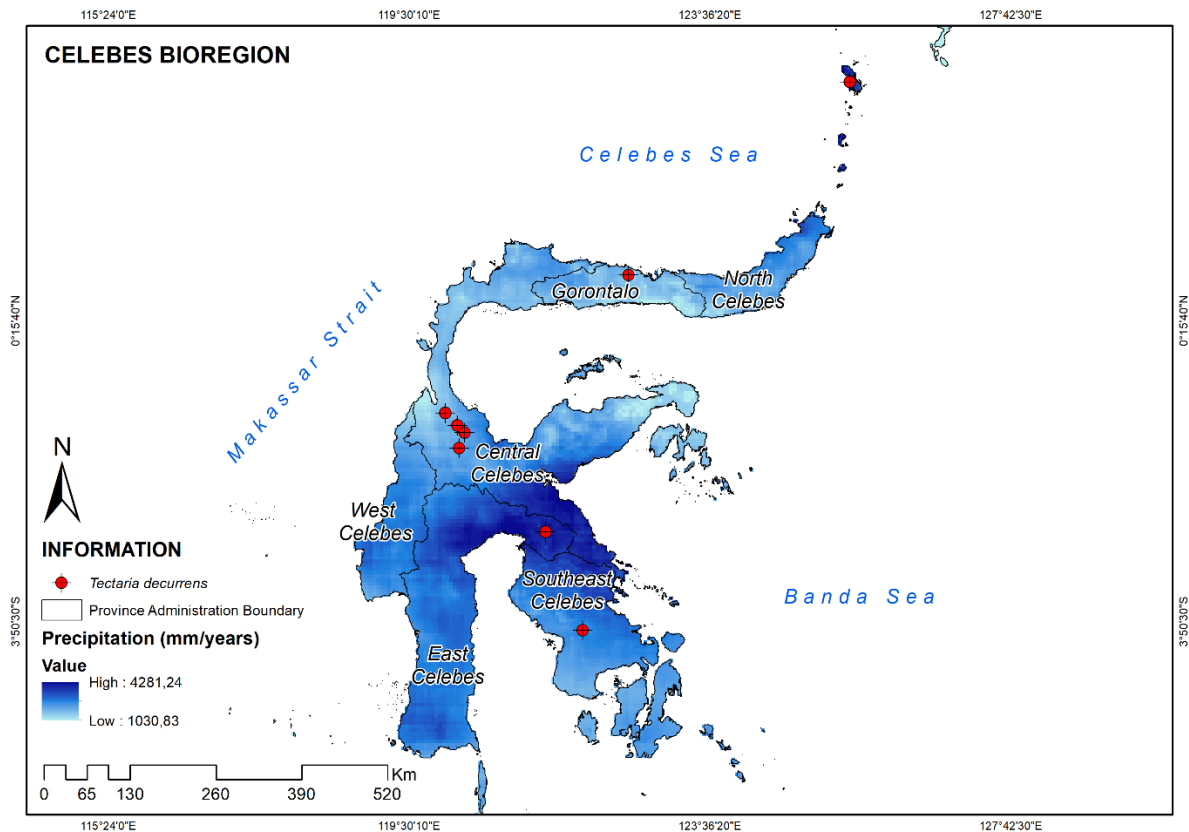 115°24'0"E 119°30'10"E 123°36'20"E 127°42'30"E
CELEBES BIOREGION
Celebes Sea
North
Celebes
Gorontalo
0°15'40"N
0°15'40"N
Makassar Strait
Central
Celebes
N
West
Celebes
INFORMATION
Tectaria decurrens
Province Administration Boundary
Southeast
Celebes
Banda Sea
3°50'30"S
3°50'30"S
Precipitation (mm/years)
Value
High : 4281,24
Low : 1030,83
East
Celebes
Km
0 65 130 260 390 520
115°24'0"E 119°30'10"E 123°36'20"E 127°42'30"E